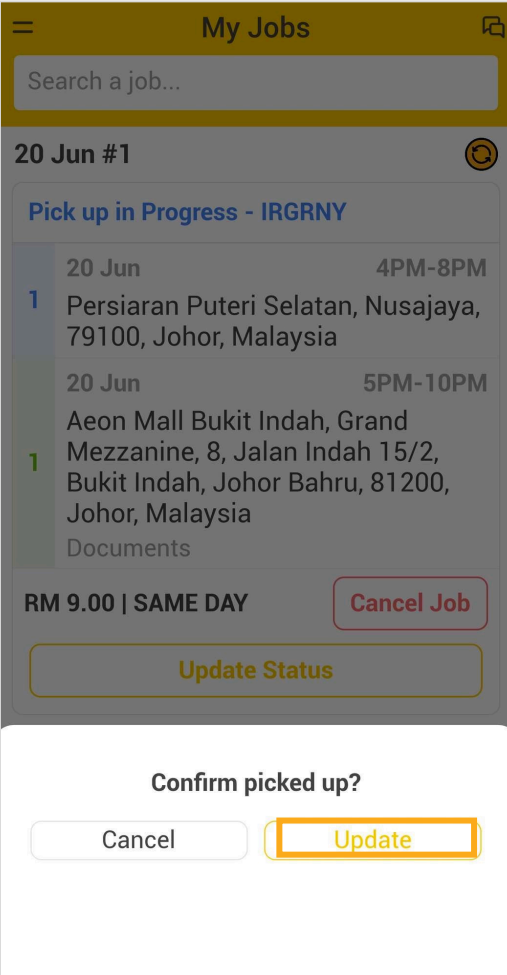 My Jobs
Search a job...
20 Jun #1
Pick up in Progress - IRGRNY
20 Jun 4PM-8PM
1
Persiaran Puteri Selatan, Nusajaya,
79100, Johor, Malaysia
20 Jun 5PM-10PM
Aeon Mall Bukit Indah, Grand
Mezzanine, 8, Jalan Indah 15/2,
1
Bukit Indah, Johor Bahru, 81200,
Johor, Malaysia
Documents
RM 9.00 | SAME DAY Cancel Job
Update Status
Confirm picked up?
Cancel Update